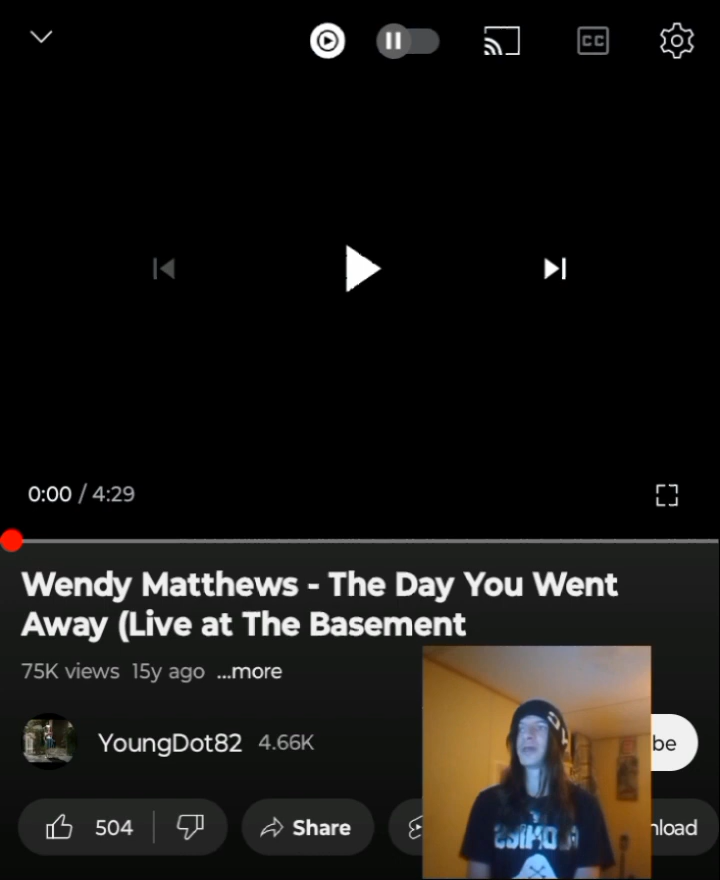 CC
0:00 / 4:29
Wendy Matthews - The Day You Went
Away (Live at The Basement
75K views 15y ago ...more
YoungDot82 4.66K
be
504 Share nload